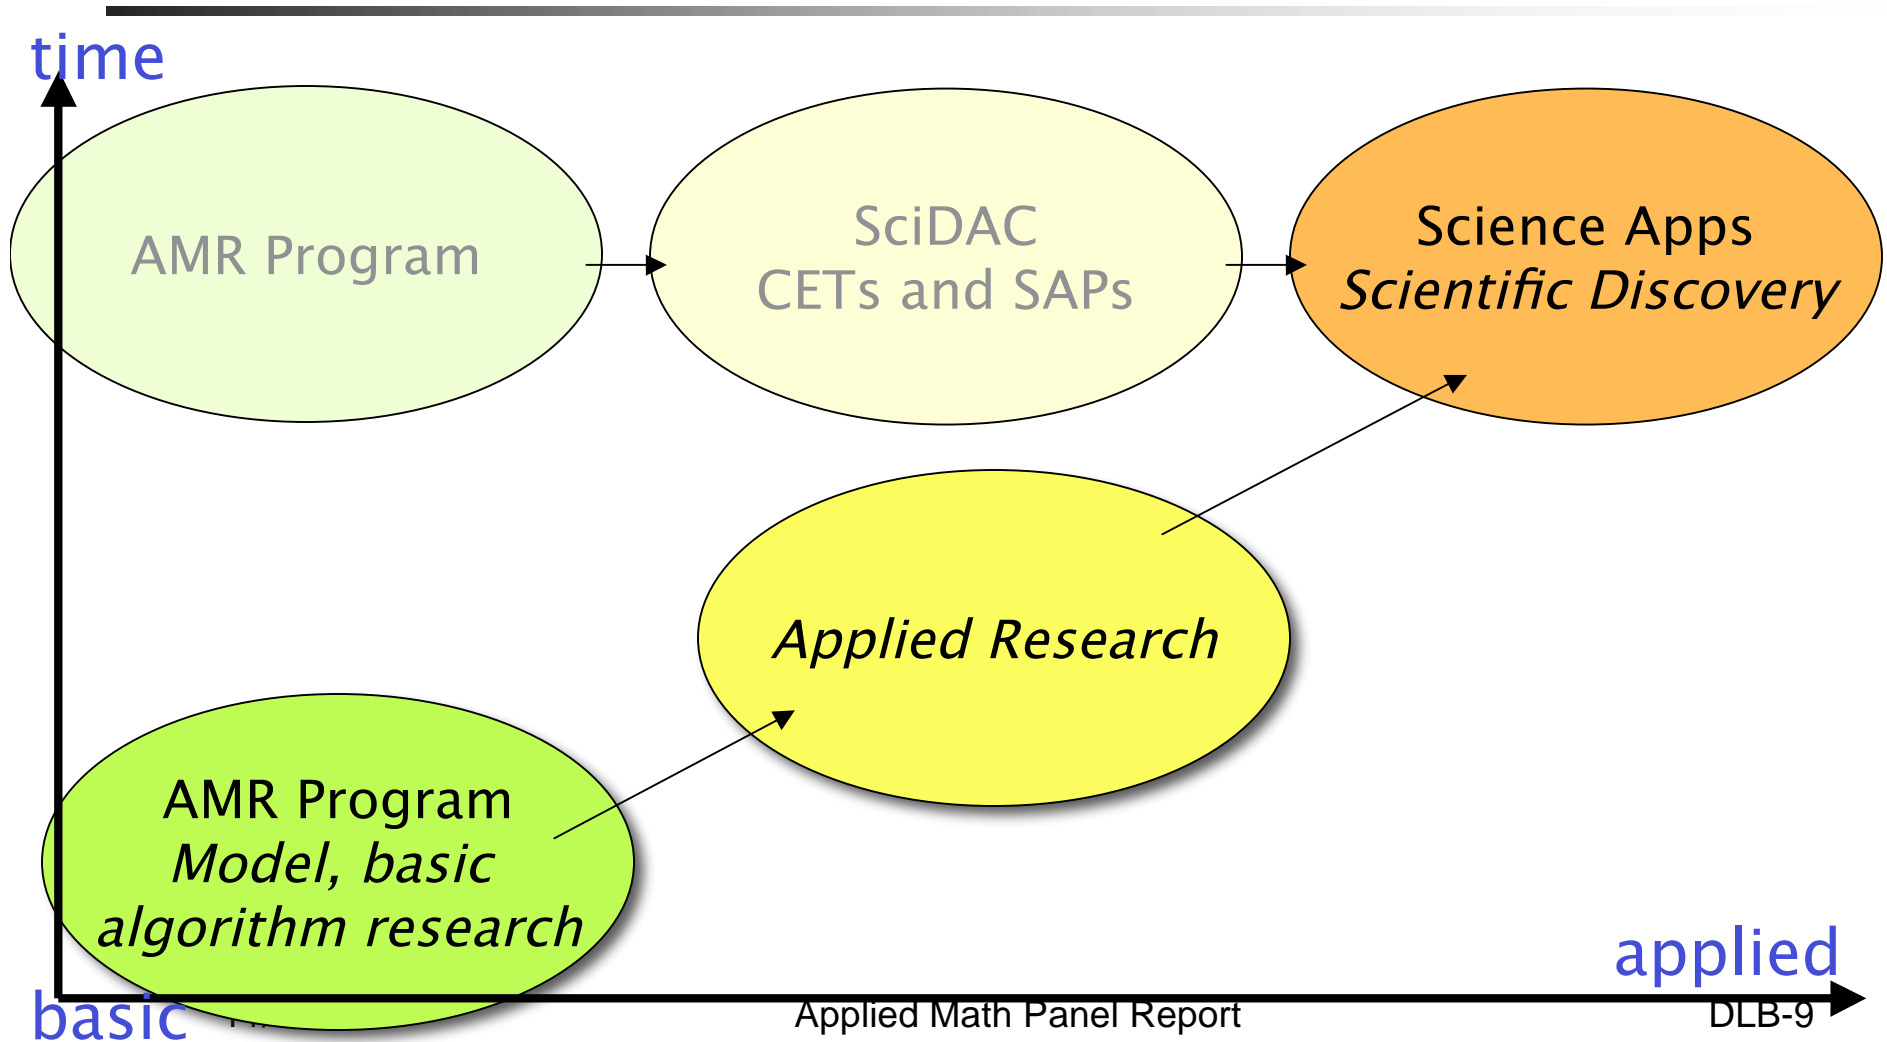 time
AMR Program
SciDAC
CETs and SAPs
Science Apps
Scientific Discovery
Applied Research
AMR Program
Model, basic
algorithm research
applied
basic
Applied Math Panel Report
DLB-9